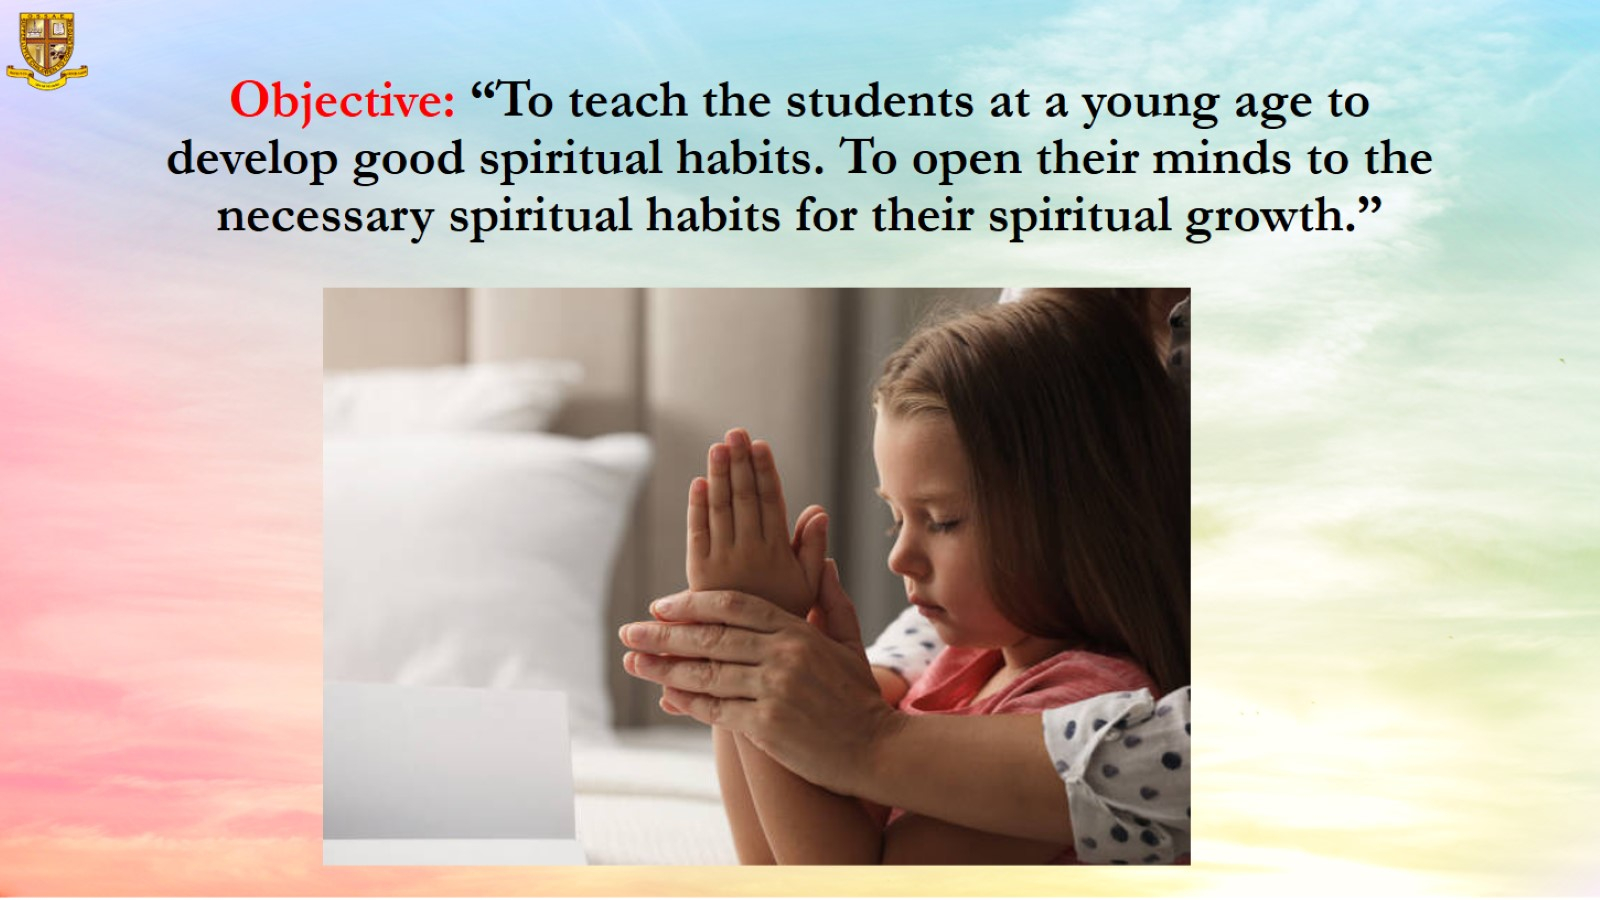 Objective: “To teach the students at a young age to
develop good spiritual habits. To open their minds to the
necessary spiritual habits for their spiritual growth.”